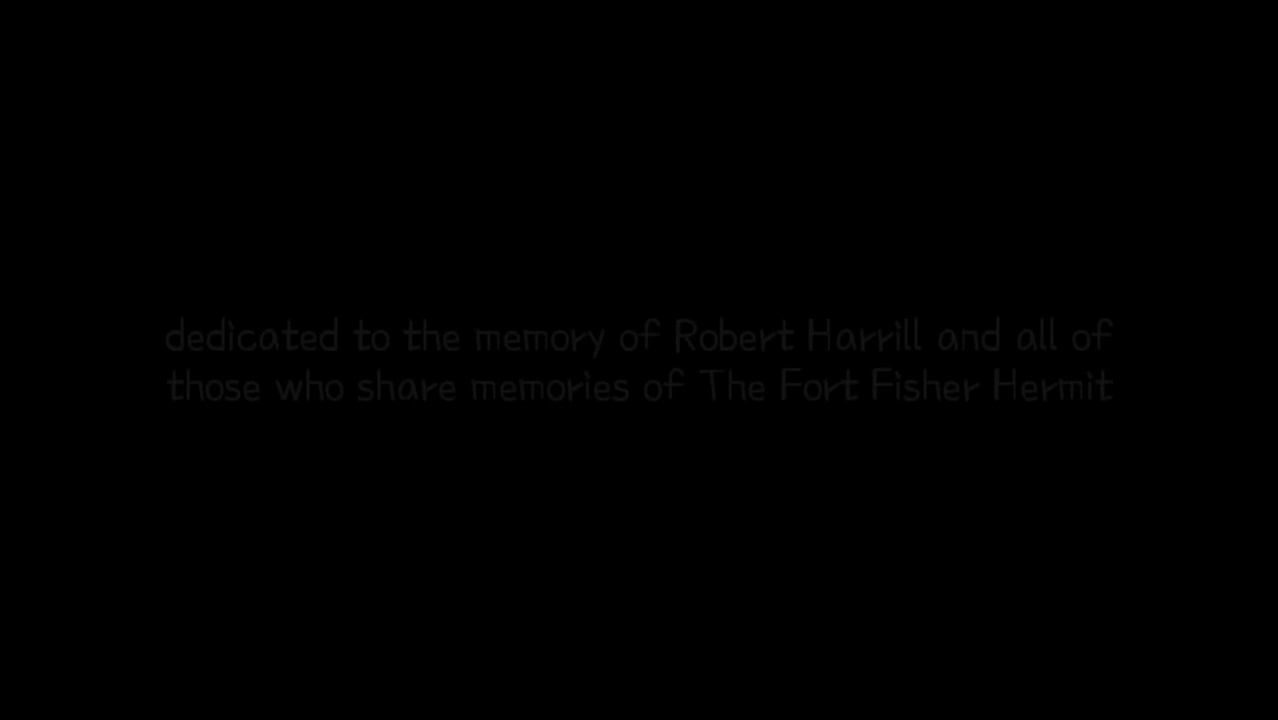 dedicated to the memory of Robert Harrill and all of
those who share memories of The Fort Fisher Hermit